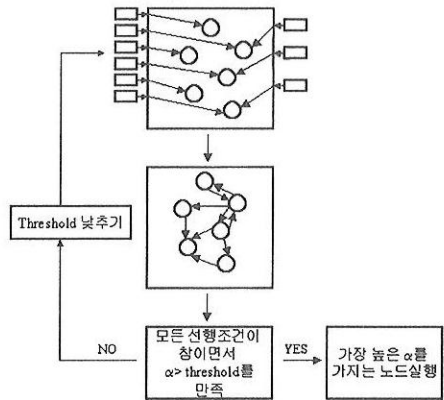 Threshold 낮추기
NO
모든 선행조건이
참이면서
α> threshold를
만족
YES
가장 높은 α를
가지는 노드실행